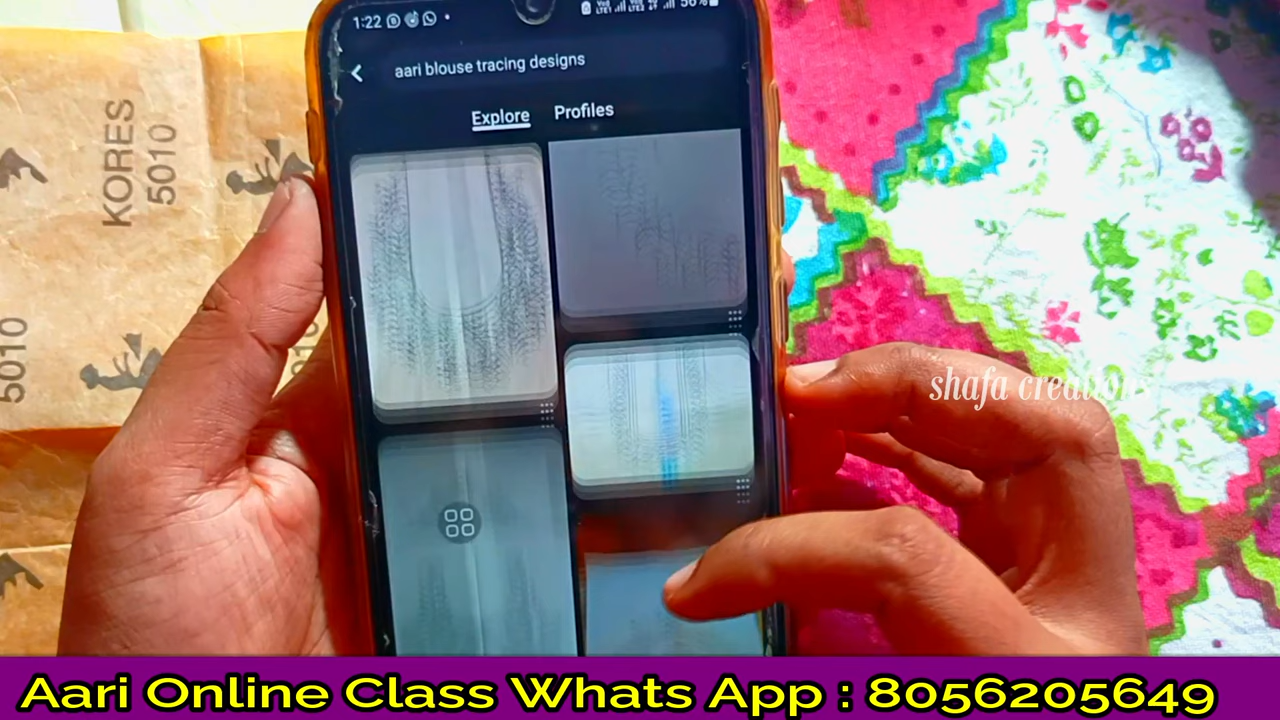 1:22
56%
aari blouse tracing designs
Explore Profiles
KORES
5010
5010
shafa creations
Aari Online Class Whats App : 8056205649